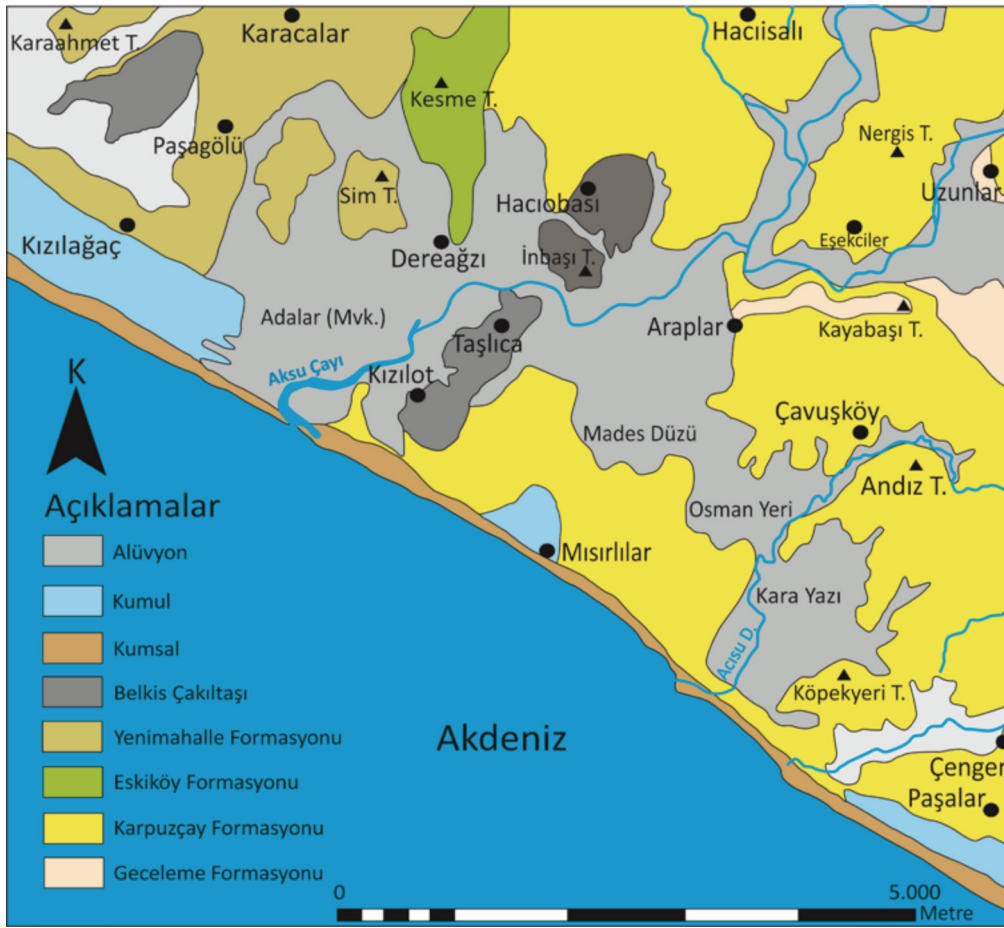 Karaahmet T.
Karacalar
Hacıisalı
Kesme T.
Paşagölü
Nergis T.
Sim T.
Hacıobası
Uzunlar
Kızılağaç
Dereağzı
İnbaşı T.
Eşekciler
Adalar (Mvk.)
Taşlıca
Araplar
Kayabaşı T.
Aksu Çayı
Kızılot
K
Mades Düzü
Çavuşköy
Andız T.
Osman Yeri
Mısırlılar
Kara Yazı
Acısu D.
Köpekyeri T.
Akdeniz
Çenger
Paşalar
Açıklamalar
Alüvyon
Kumul
Kumsal
Belkis Çakıltaşı
Yenimahalle Formasyonu
Eskiköy Formasyonu
Karpuzçay Formasyonu
Geceleme Formasyonu
0
5.000
Metre